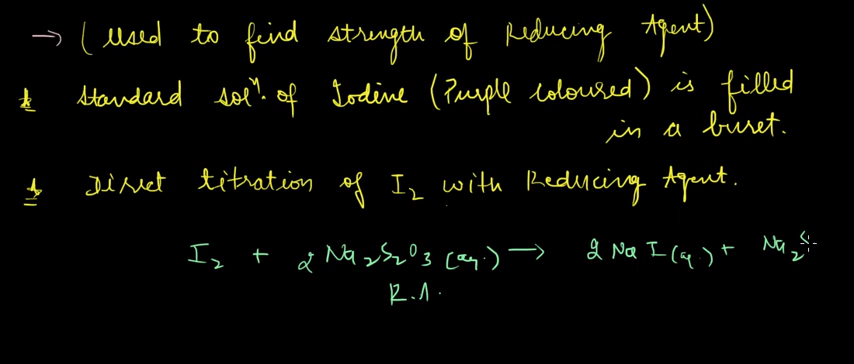 → (Used to find strength of Reducing Agent)
* Standard solⁿ. of Iodine (Purple coloured) is filled
in a buret.
* Direct titration of I₂ with Reducing Agent.
I₂ + 2 Na₂S₂O₃ (aq.) → 2 NaI (aq.) + Na₂S
R.A.